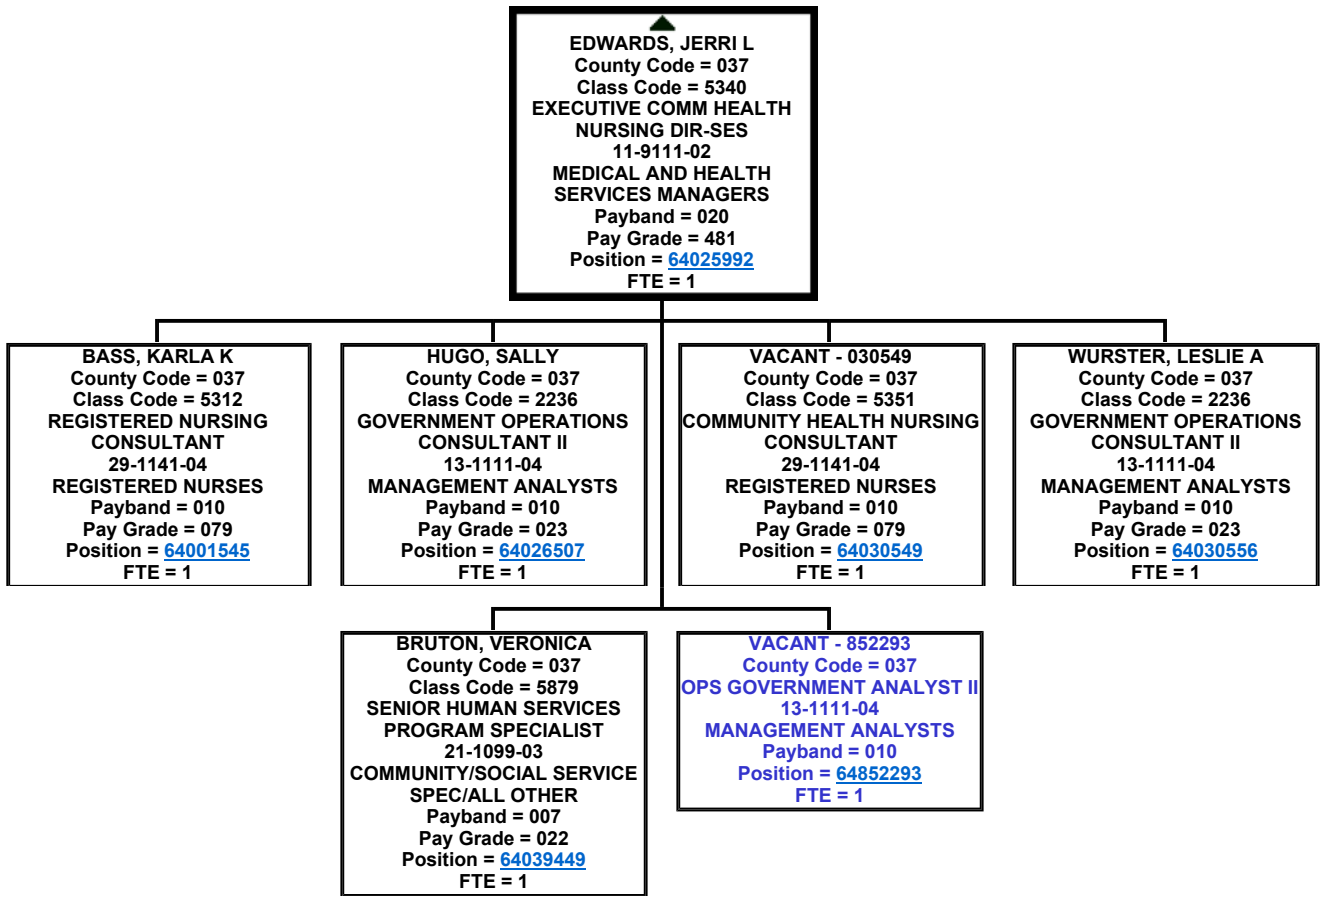 EDWARDS, JERRI L
County Code = 037
Class Code = 5340
EXECUTIVE COMM HEALTH
NURSING DIR-SES
11-9111-02
MEDICAL AND HEALTH
SERVICES MANAGERS
Payband = 020
Pay Grade = 481
Position = 64025992
FTE = 1
BASS, KARLA K
County Code = 037
Class Code = 5312
REGISTERED NURSING
CONSULTANT
29-1141-04
REGISTERED NURSES
Payband = 010
Pay Grade = 079
Position = 64001545
FTE = 1
HUGO, SALLY
County Code = 037
Class Code = 2236
GOVERNMENT OPERATIONS
CONSULTANT II
13-1111-04
MANAGEMENT ANALYSTS
Payband = 010
Pay Grade = 023
Position = 64026507
FTE = 1
VACANT - 030549
County Code = 037
Class Code = 5351
COMMUNITY HEALTH NURSING
CONSULTANT
29-1141-04
REGISTERED NURSES
Payband = 010
Pay Grade = 079
Position = 64030549
FTE = 1
WURSTER, LESLIE A
County Code = 037
Class Code = 2236
GOVERNMENT OPERATIONS
CONSULTANT II
13-1111-04
MANAGEMENT ANALYSTS
Payband = 010
Pay Grade = 023
Position = 64030556
FTE = 1
BRUTON, VERONICA
County Code = 037
Class Code = 5879
SENIOR HUMAN SERVICES
PROGRAM SPECIALIST
21-1099-03
COMMUNITY/SOCIAL SERVICE
SPEC/ALL OTHER
Payband = 007
Pay Grade = 022
Position = 64039449
FTE = 1
VACANT - 852293
County Code = 037
OPS GOVERNMENT ANALYST II
13-1111-04
MANAGEMENT ANALYSTS
Payband = 010
Position = 64852293
FTE = 1